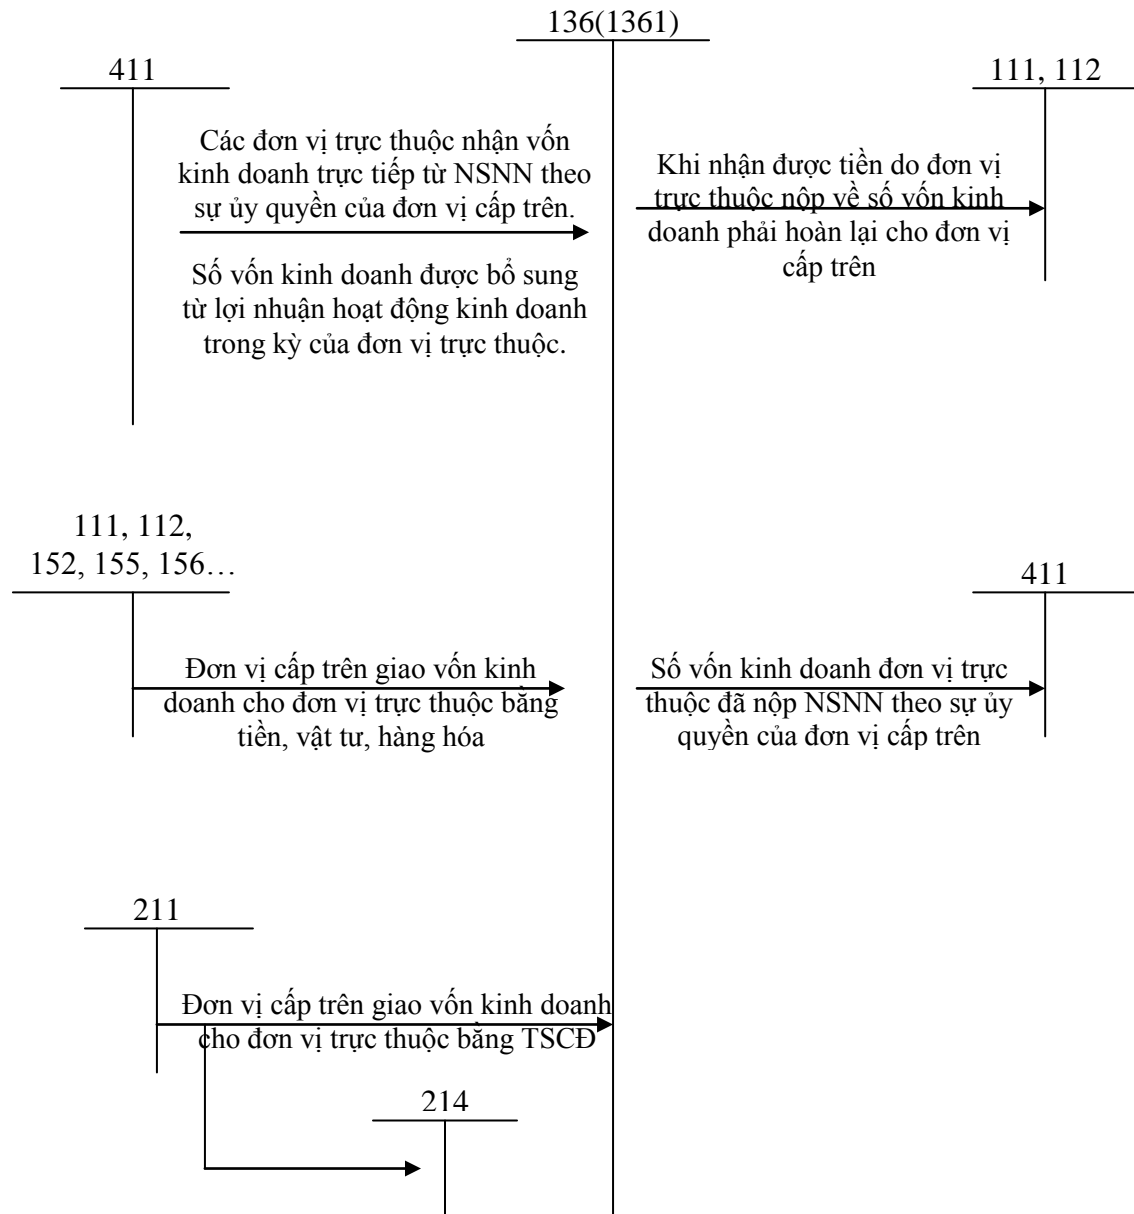 136(1361)
411
111, 112
Các đơn vị trực thuộc nhận vốn
kinh doanh trực tiếp từ NSNN theo
sự ủy quyền của đơn vị cấp trên.
Khi nhận được tiền do đơn vị
trực thuộc nộp về số vốn kinh
doanh phải hoàn lại cho đơn vị
cấp trên
Số vốn kinh doanh được bổ sung
từ lợi nhuận hoạt động kinh doanh
trong kỳ của đơn vị trực thuộc.
111, 112,
152, 155, 156…
411
Đơn vị cấp trên giao vốn kinh
doanh cho đơn vị trực thuộc bằng
tiền, vật tư, hàng hóa
Số vốn kinh doanh đơn vị trực
thuộc đã nộp NSNN theo sự ủy
quyền của đơn vị cấp trên
211
Đơn vị cấp trên giao vốn kinh doanh
cho đơn vị trực thuộc bằng TSCĐ
214